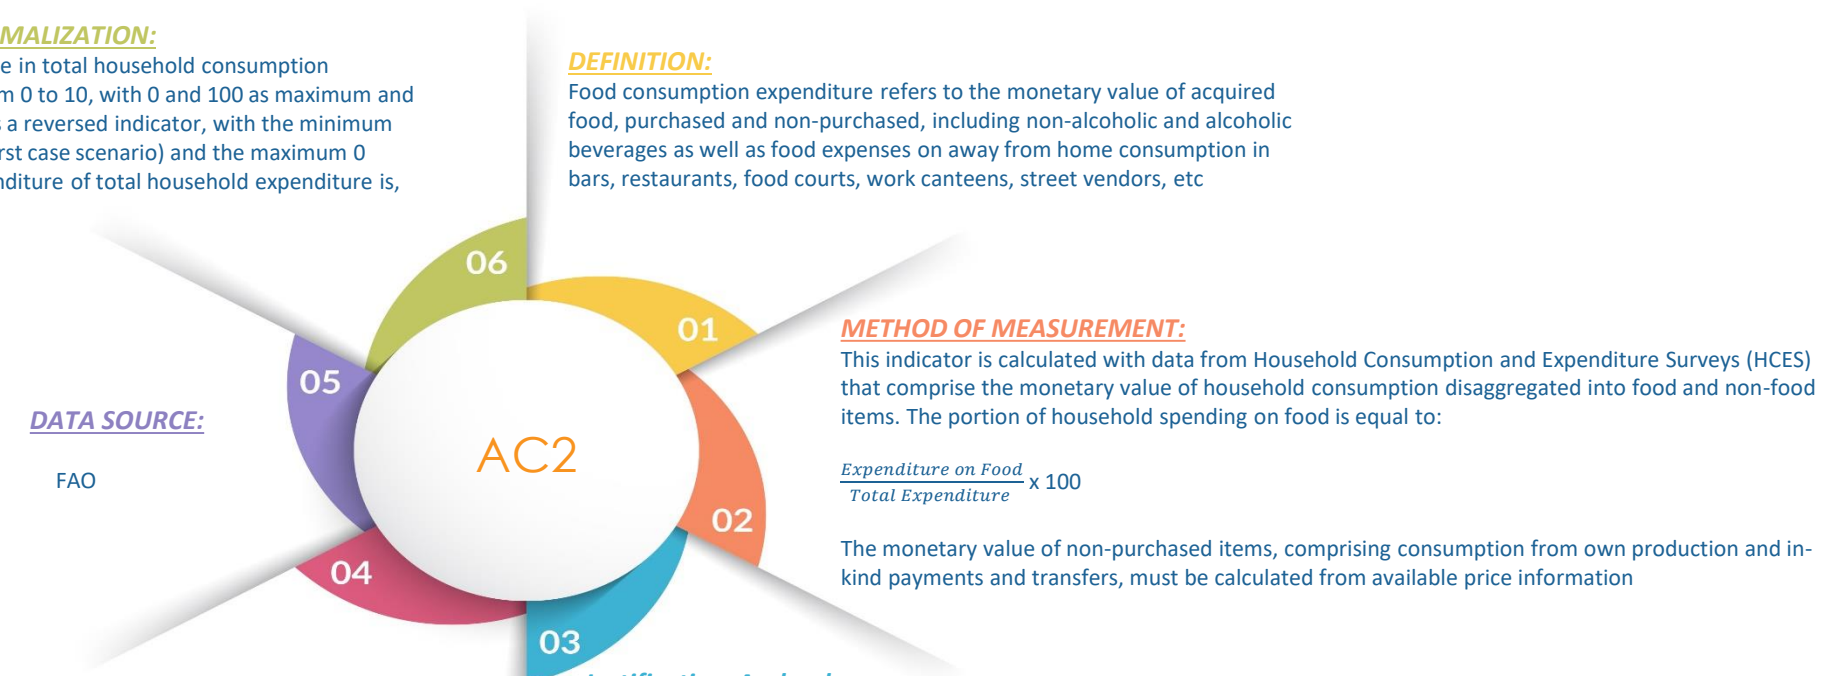 MALIZATION:
e in total household consumption
m 0 to 10, with 0 and 100 as maximum and
s a reversed indicator, with the minimum
rst case scenario) and the maximum 0
nditure of total household expenditure is,
DEFINITION:
Food consumption expenditure refers to the monetary value of acquired
food, purchased and non-purchased, including non-alcoholic and alcoholic
beverages as well as food expenses on away from home consumption in
bars, restaurants, food courts, work canteens, street vendors, etc
06
01
METHOD OF MEASUREMENT:
This indicator is calculated with data from Household Consumption and Expenditure Surveys (HCES)
that comprise the monetary value of household consumption disaggregated into food and non-food
items. The portion of household spending on food is equal to:
Expenditure on Food
Total Expenditure
x 100
The monetary value of non-purchased items, comprising consumption from own production and in-
kind payments and transfers, must be calculated from available price information
05
DATA SOURCE:
FAO
AC2
02
04
03